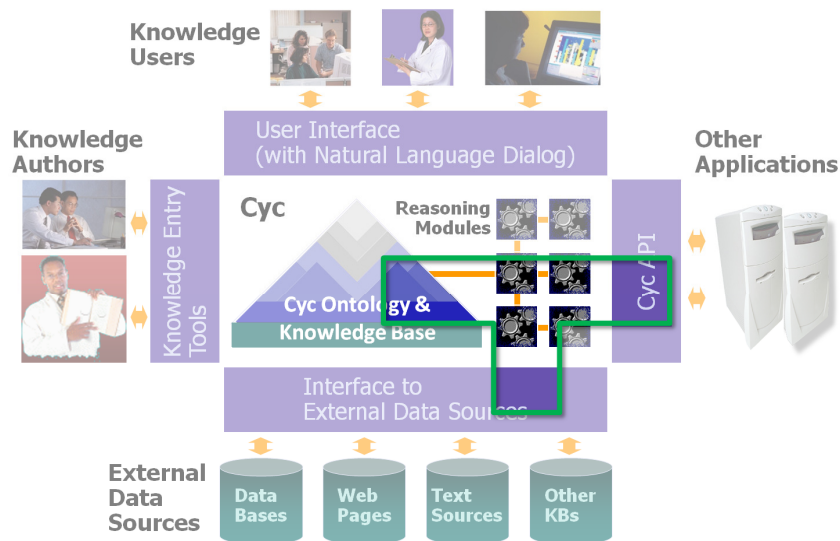 Knowledge
Users
User Interface
(with Natural Language Dialog)
Knowledge
Authors
Other
Applications
Knowledge Entry
Tools
Cyc
Reasoning
Modules
Cyc API
Cyc Ontology &
Knowledge Base
Interface to
External Data Sources
External
Data
Sources
Data
Bases
Web
Pages
Text
Sources
Other
KBs